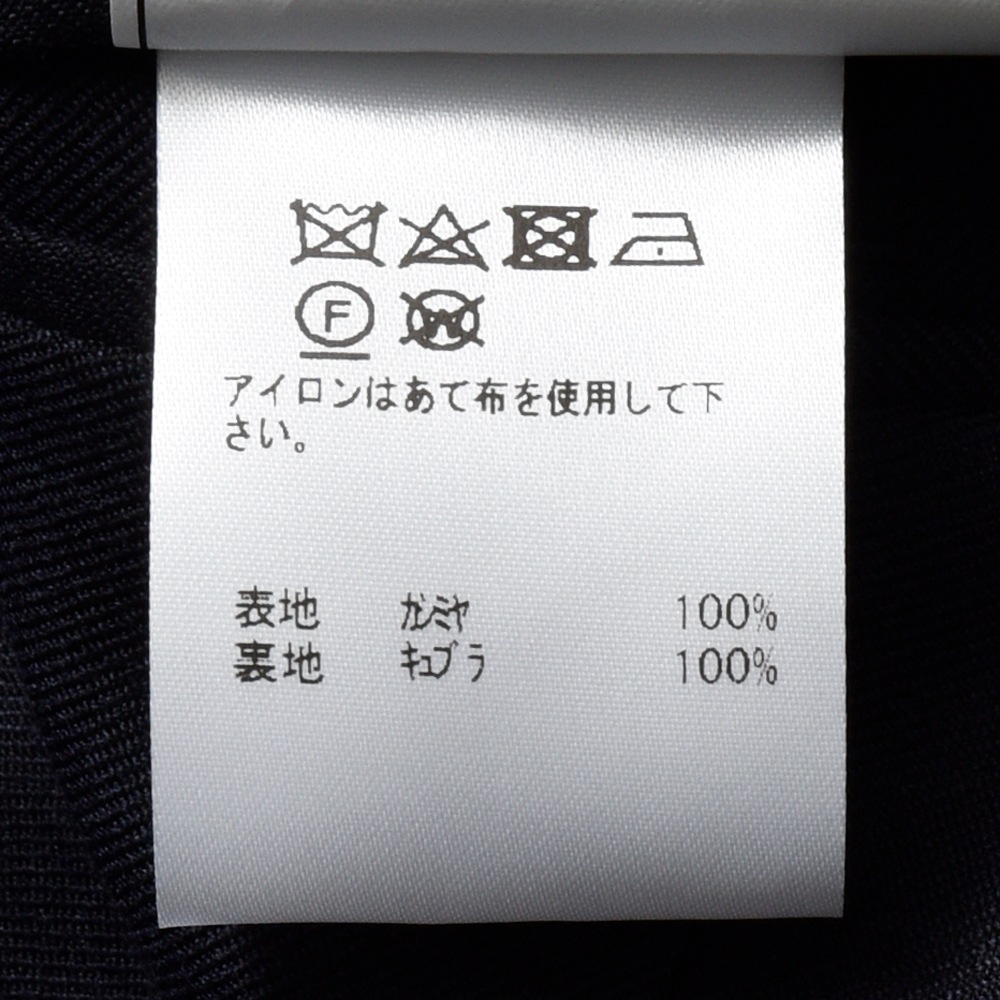 F W
アイロンはあて布を使用して下
さい。
表地 カシミヤ 100%
裏地 キュプラ 100%